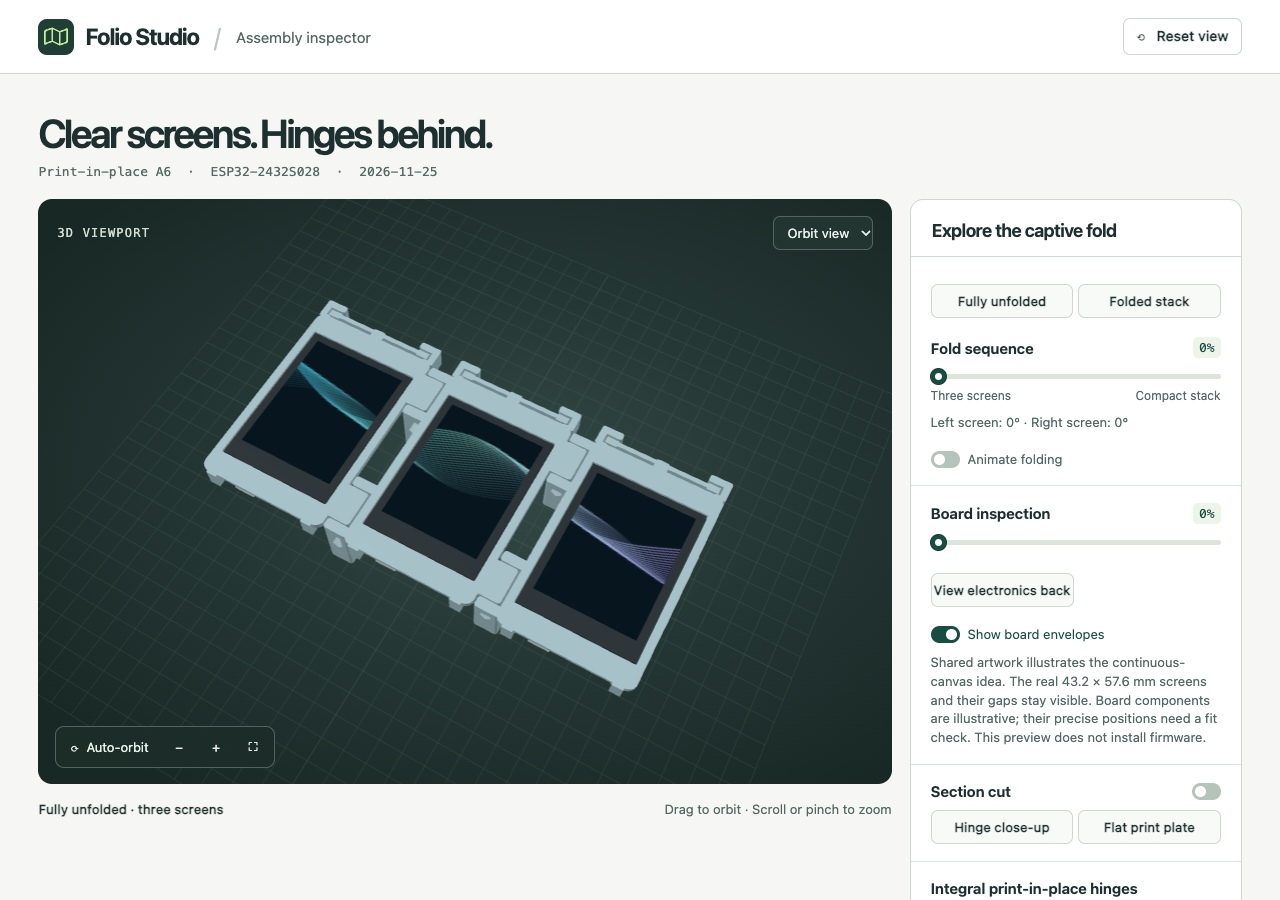 Folio Studio / Assembly inspector
Reset view
Clear screens. Hinges behind.
Print-in-place A6 · ESP32-2432S028 · 2026-11-25
3D VIEWPORT
Orbit view
Auto-orbit − +
Fully unfolded · three screens
Drag to orbit · Scroll or pinch to zoom
Explore the captive fold
Fully unfolded
Folded stack
Fold sequence
0%
Three screens
Compact stack
Left screen: 0° · Right screen: 0°
Animate folding
Board inspection
0%
View electronics back
Show board envelopes
Shared artwork illustrates the continuous-
canvas idea. The real 43.2 × 57.6 mm screens
and their gaps stay visible. Board components
are illustrative; their precise positions need a fit
check. This preview does not install firmware.
Section cut
Hinge close-up
Flat print plate
Integral print-in-place hinges